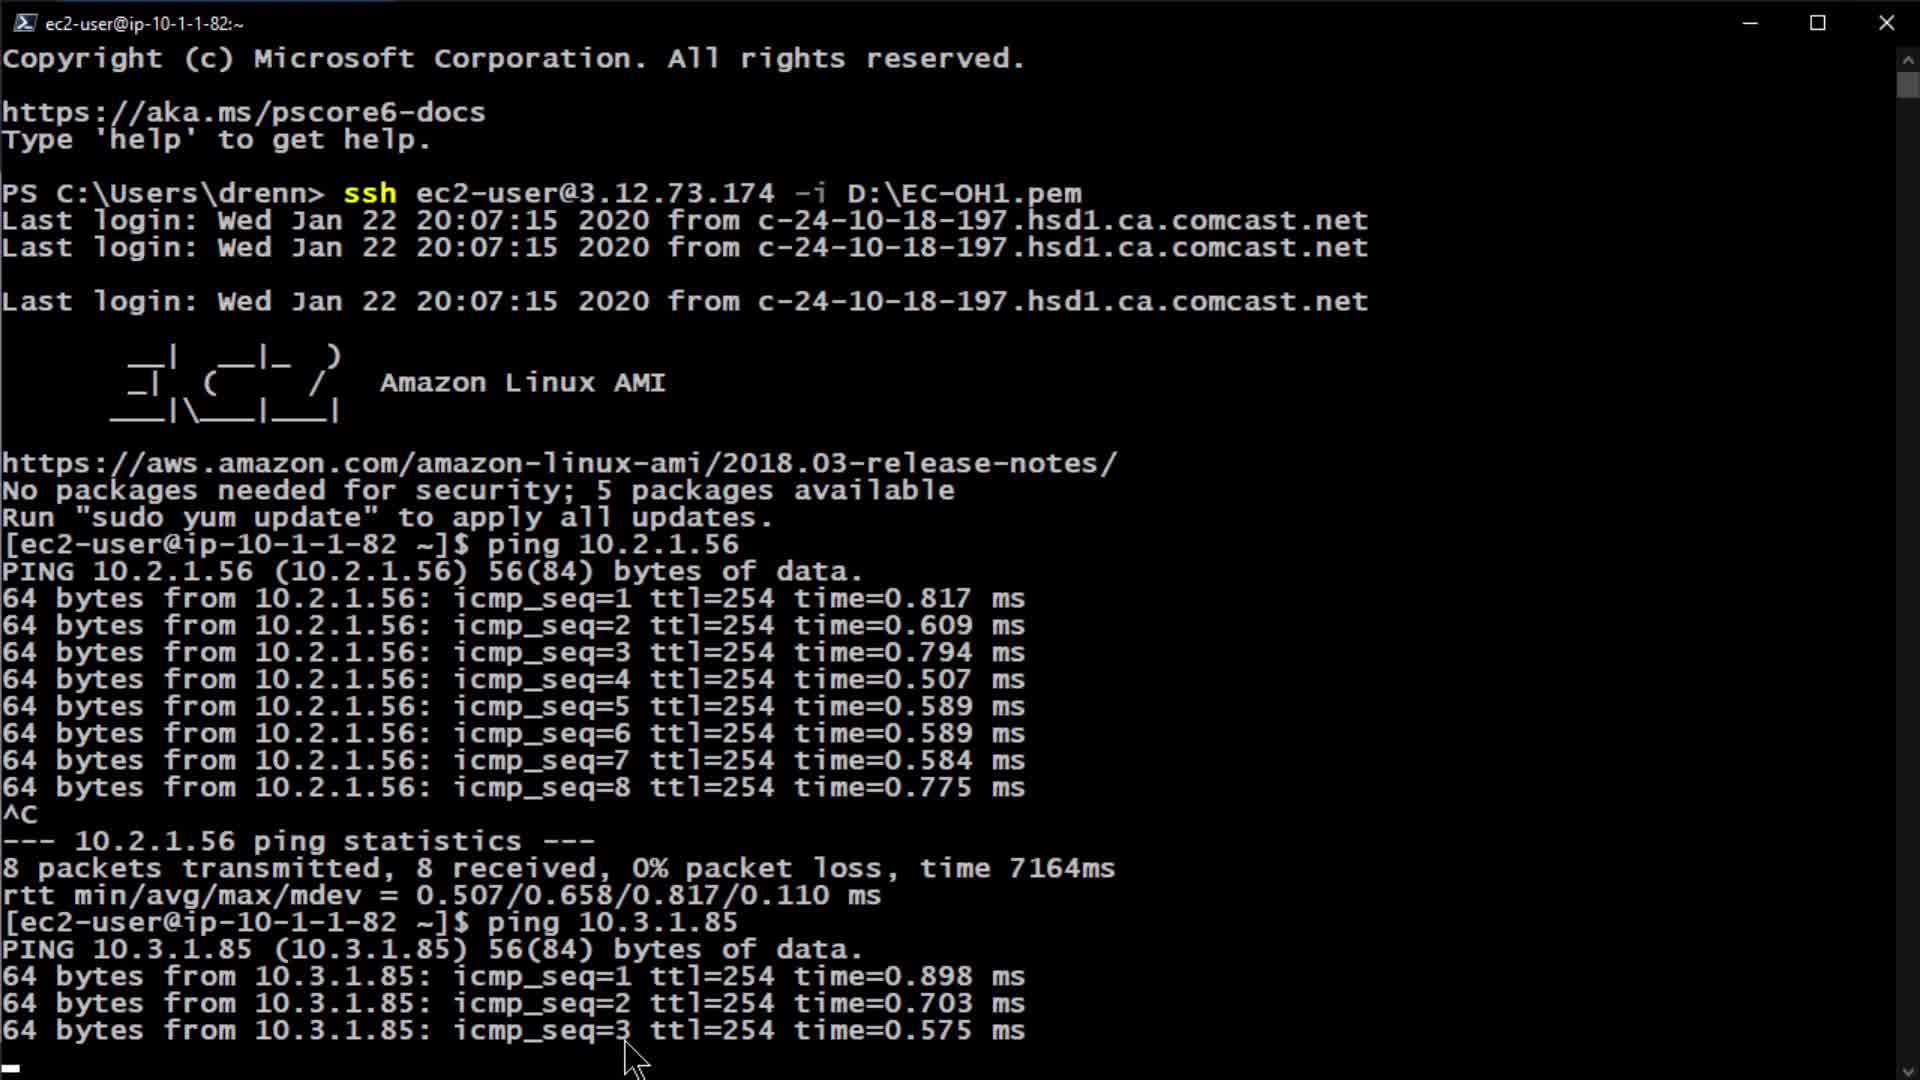 ec2-user@ip-10-1-1-82:~
Copyright (c) Microsoft Corporation. All rights reserved.
https://aka.ms/pscore6-docs
Type 'help' to get help.
PS C:\Users\drenn> ssh ec2-user@3.12.73.174 -i D:\EC-OH1.pem
Last login: Wed Jan 22 20:07:15 2020 from c-24-10-18-197.hsd1.ca.comcast.net
Last login: Wed Jan 22 20:07:15 2020 from c-24-10-18-197.hsd1.ca.comcast.net
Last login: Wed Jan 22 20:07:15 2020 from c-24-10-18-197.hsd1.ca.comcast.net
       __|  __|_  )
       _|  (     /   Amazon Linux AMI
      ___|\___|___|
https://aws.amazon.com/amazon-linux-ami/2018.03-release-notes/
No packages needed for security; 5 packages available
Run "sudo yum update" to apply all updates.
[ec2-user@ip-10-1-1-82 ~]$ ping 10.2.1.56
PING 10.2.1.56 (10.2.1.56) 56(84) bytes of data.
64 bytes from 10.2.1.56: icmp_seq=1 ttl=254 time=0.817 ms
64 bytes from 10.2.1.56: icmp_seq=2 ttl=254 time=0.609 ms
64 bytes from 10.2.1.56: icmp_seq=3 ttl=254 time=0.794 ms
64 bytes from 10.2.1.56: icmp_seq=4 ttl=254 time=0.507 ms
64 bytes from 10.2.1.56: icmp_seq=5 ttl=254 time=0.589 ms
64 bytes from 10.2.1.56: icmp_seq=6 ttl=254 time=0.589 ms
64 bytes from 10.2.1.56: icmp_seq=7 ttl=254 time=0.584 ms
64 bytes from 10.2.1.56: icmp_seq=8 ttl=254 time=0.775 ms
^C
--- 10.2.1.56 ping statistics ---
8 packets transmitted, 8 received, 0% packet loss, time 7164ms
rtt min/avg/max/mdev = 0.507/0.658/0.817/0.110 ms
[ec2-user@ip-10-1-1-82 ~]$ ping 10.3.1.85
PING 10.3.1.85 (10.3.1.85) 56(84) bytes of data.
64 bytes from 10.3.1.85: icmp_seq=1 ttl=254 time=0.898 ms
64 bytes from 10.3.1.85: icmp_seq=2 ttl=254 time=0.703 ms
64 bytes from 10.3.1.85: icmp_seq=3 ttl=254 time=0.575 ms